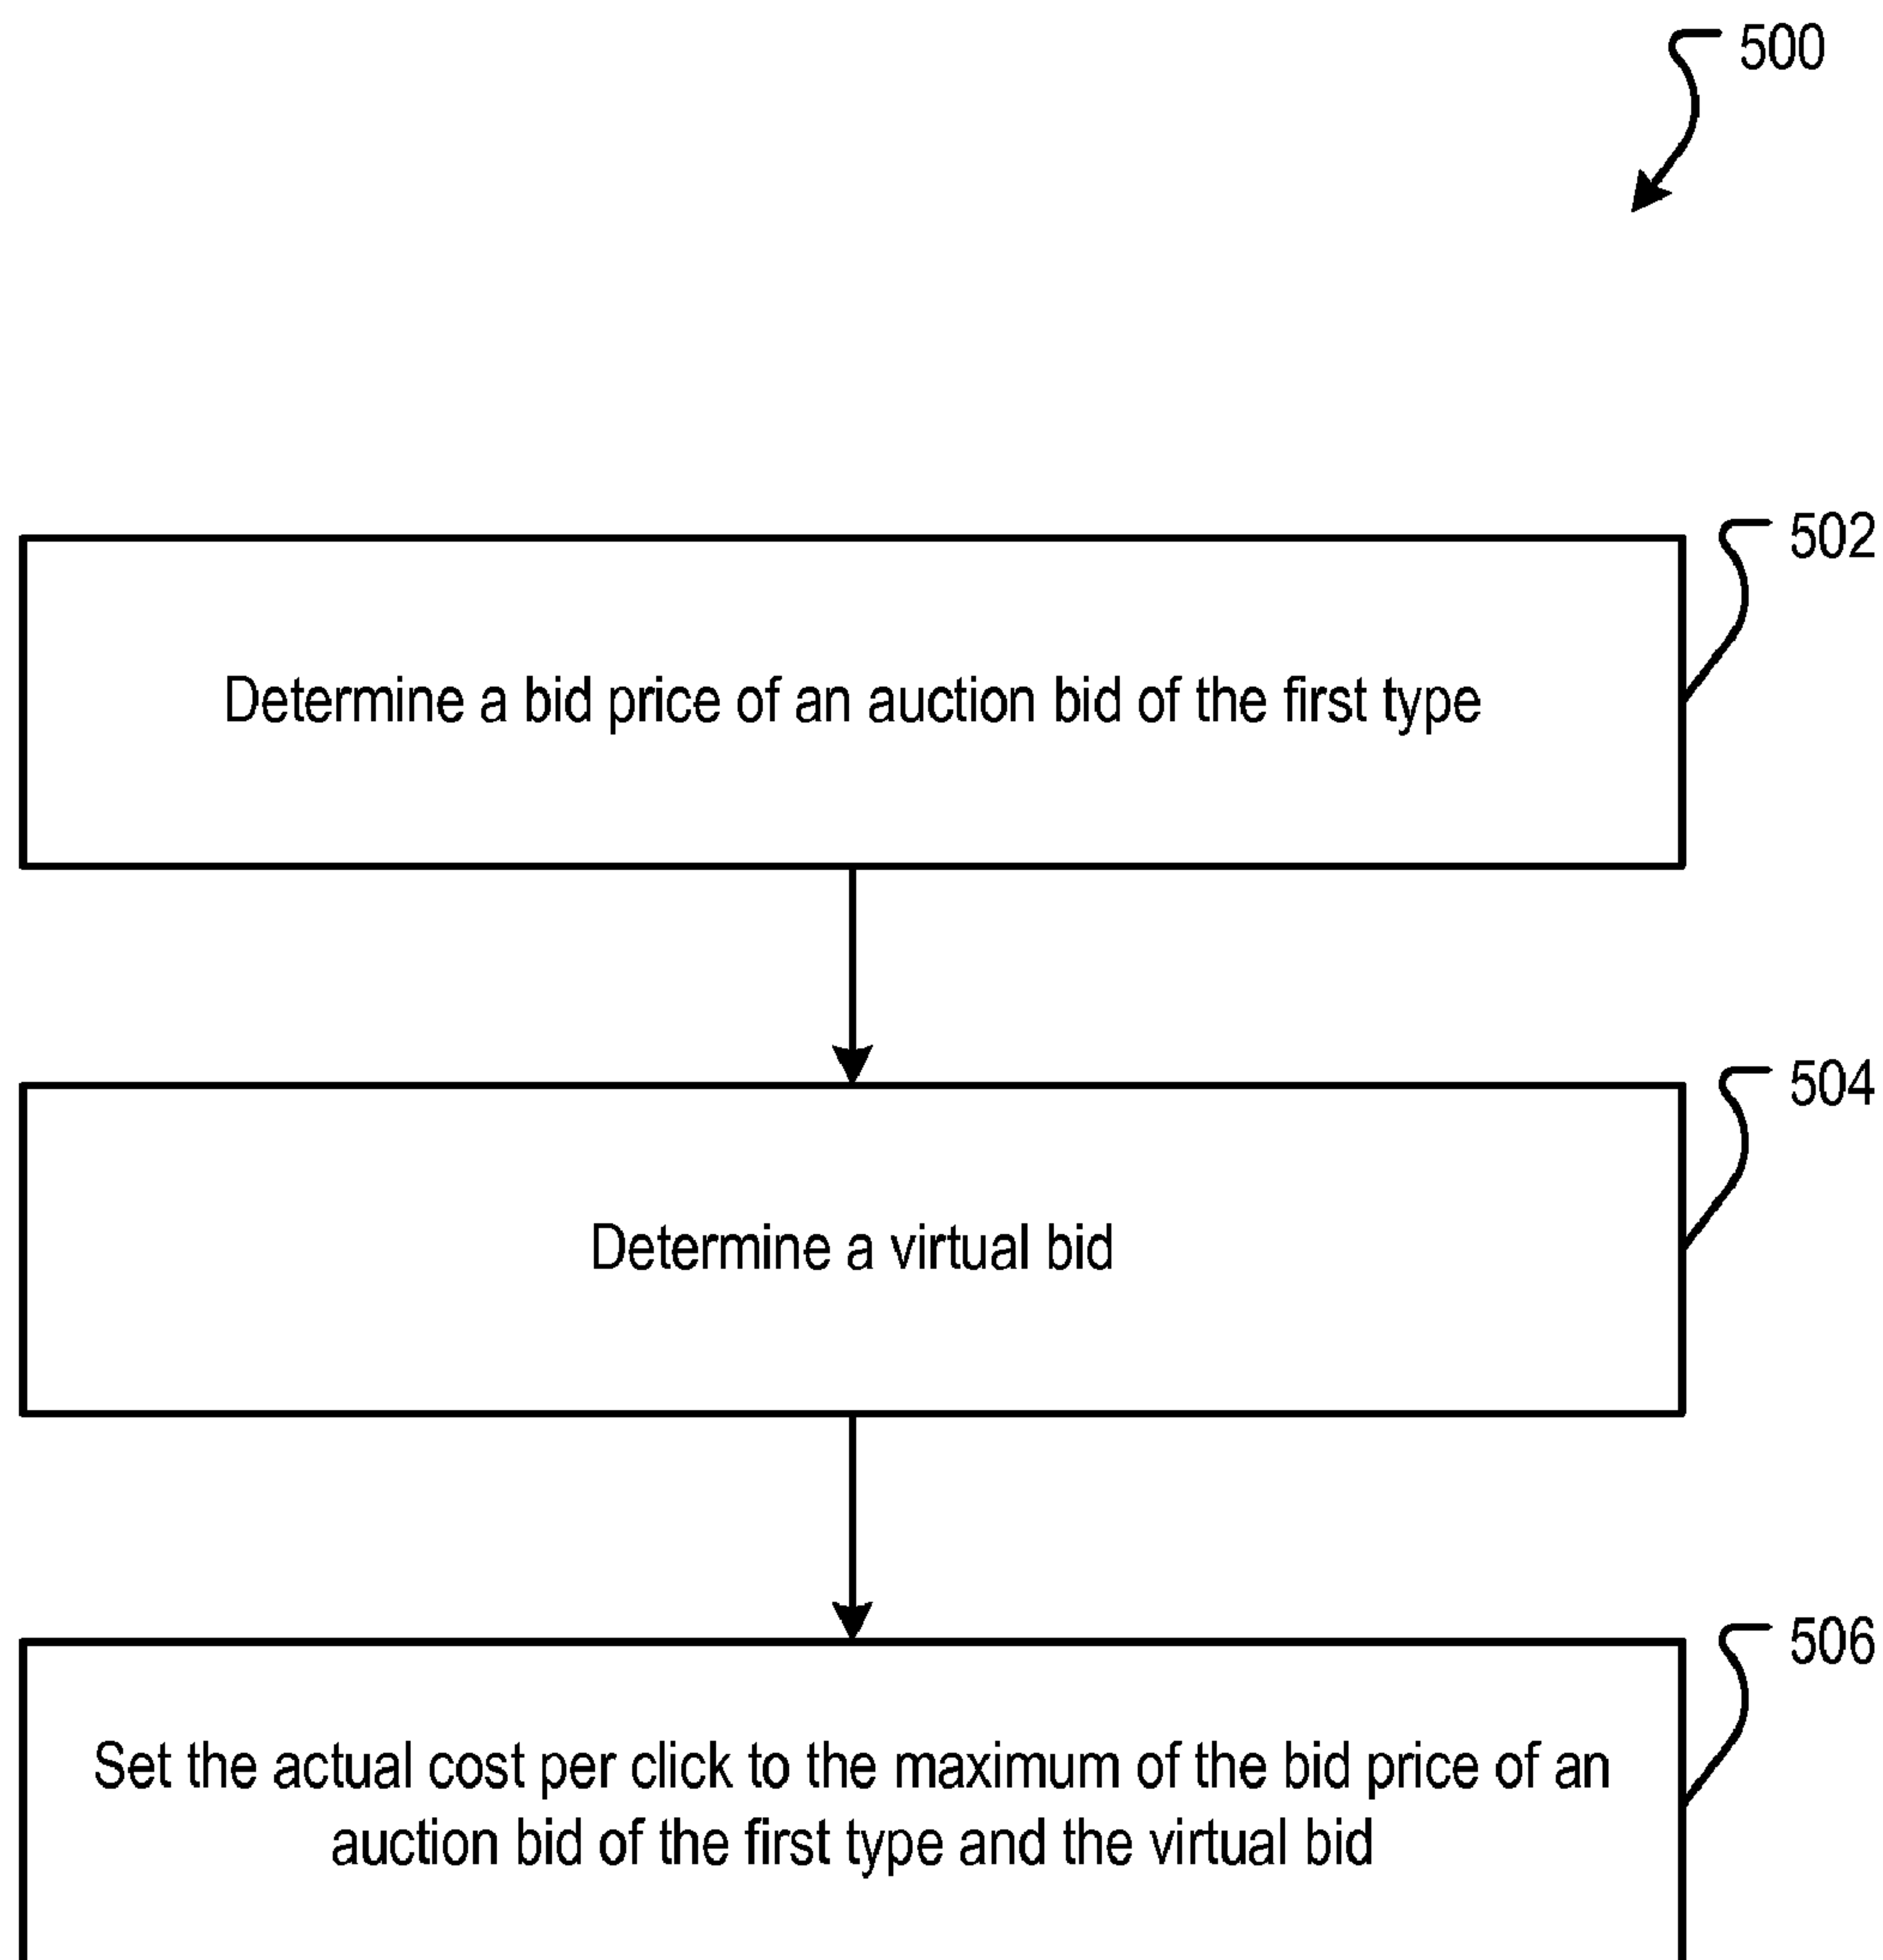 500
502
Determine a bid price of an auction bid of the first type
504
Determine a virtual bid
506
Set the actual cost per click to the maximum of the bid price of an
auction bid of the first type and the virtual bid